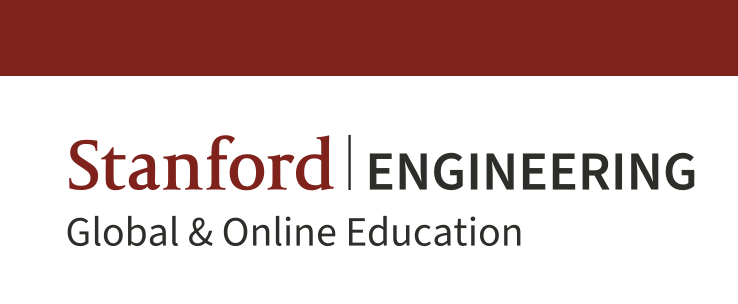 Stanford | ENGINEERING
Global & Online Education